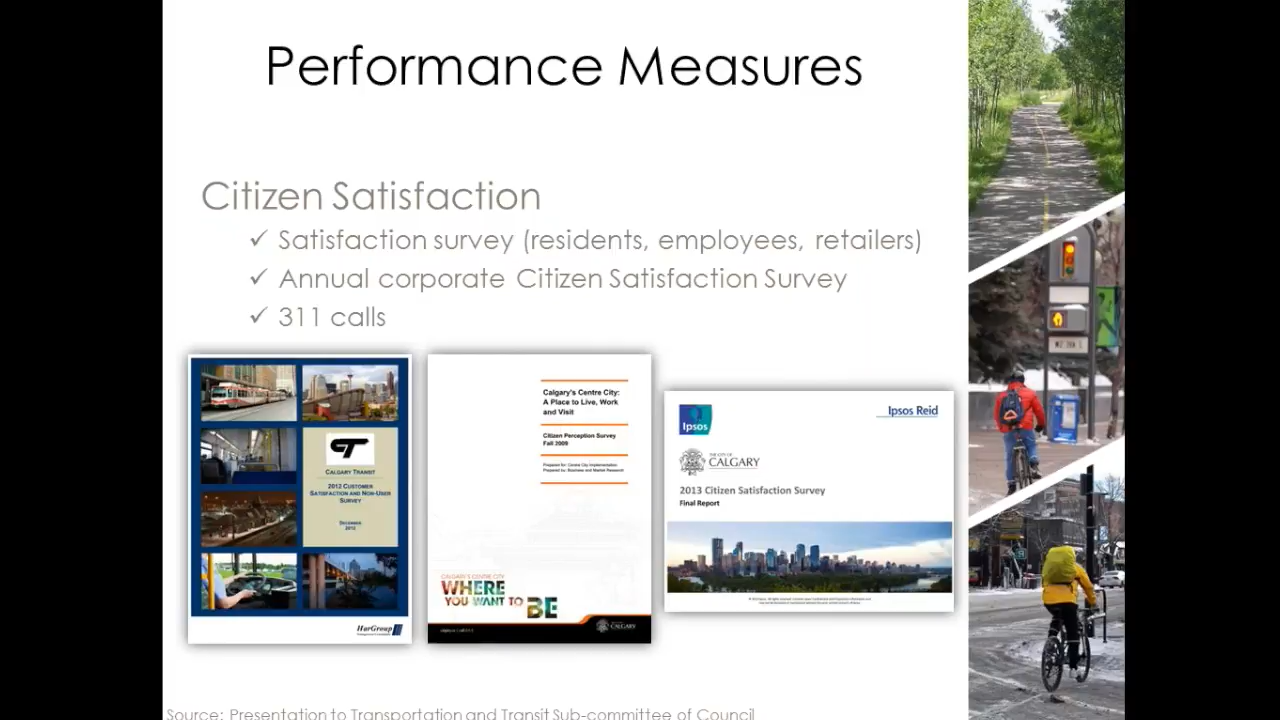 Performance Measures
Citizen Satisfaction
✓ Satisfaction survey (residents, employees, retailers)
✓ Annual corporate Citizen Satisfaction Survey
✓ 311 calls
CALGARY TRANSIT
2012 CUSTOMER
SATISFACTION AND NON-USER
SURVEY
DECEMBER
2012
HarGroup
Calgary's Centre City:
A Place to Live, Work
and Visit
Citizen Perception Survey
Fall 2009
Prepared for: Centre City Implementation
Prepared by: Business and Market Research
CALGARY'S CENTRE CITY
WHERE
YOU WANT TO BE
CALGARY
Ipsos
Ipsos Reid
THE CITY OF
CALGARY
2013 Citizen Satisfaction Survey
Final Report
Source: Presentation to Transportation and Transit Sub-committee of Council